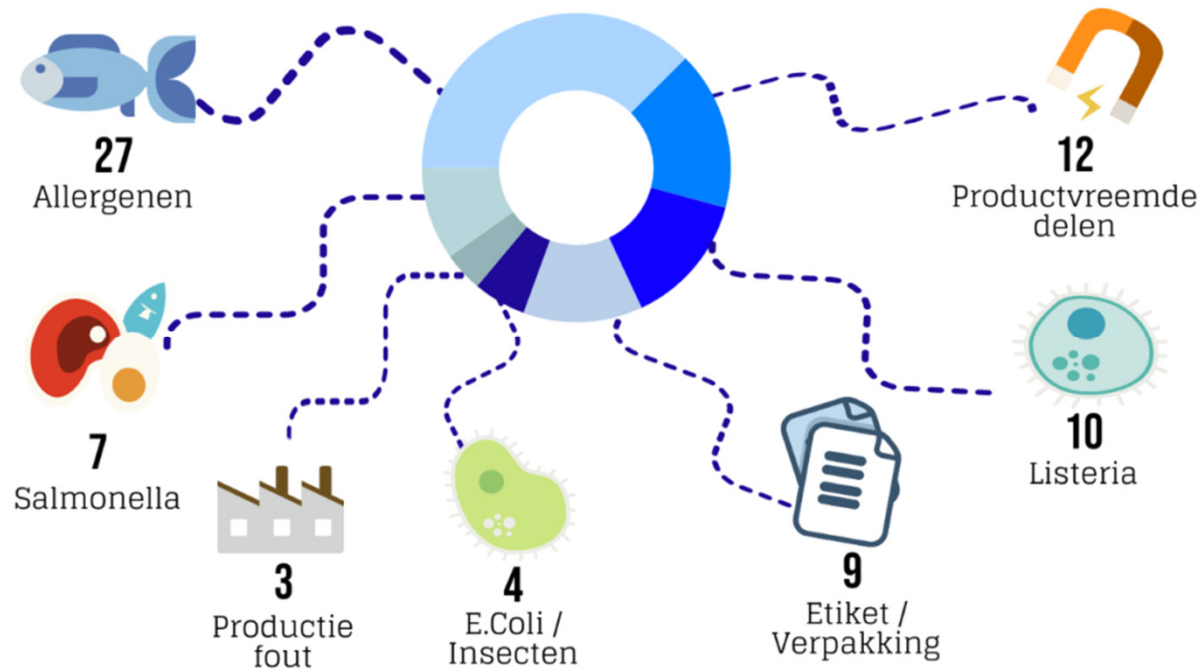 27
Allergenen
12
Productvreemde
delen
7
Salmonella
10
Listeria
3
Productie
fout
4
E.Coli /
Insecten
9
Etiket /
Verpakking